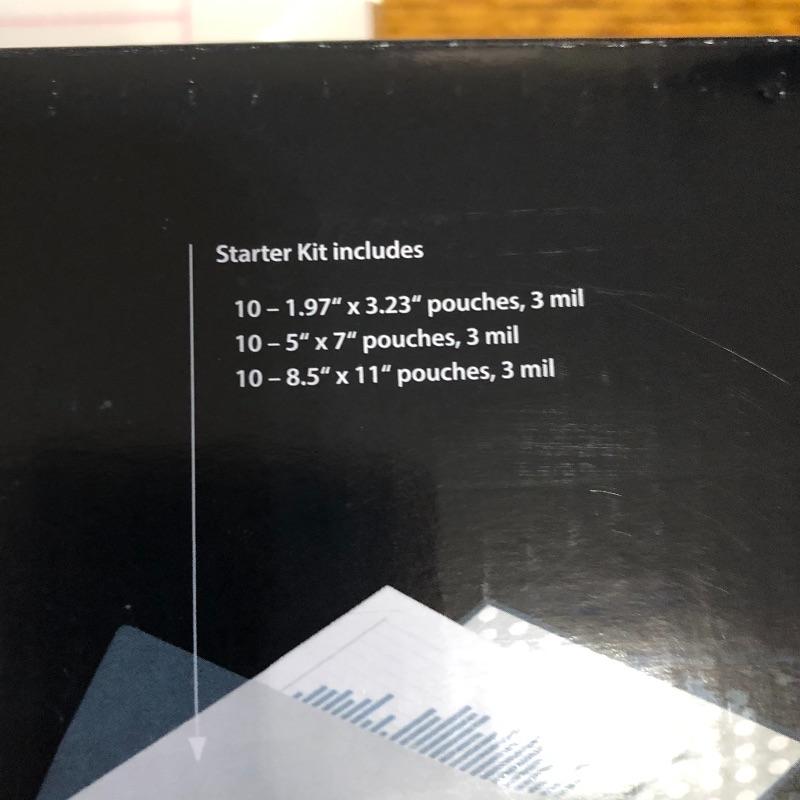 Starter Kit includes
10 – 1.97“ x 3.23“ pouches, 3 mil
10 – 5“ x 7“ pouches, 3 mil
10 – 8.5“ x 11“ pouches, 3 mil